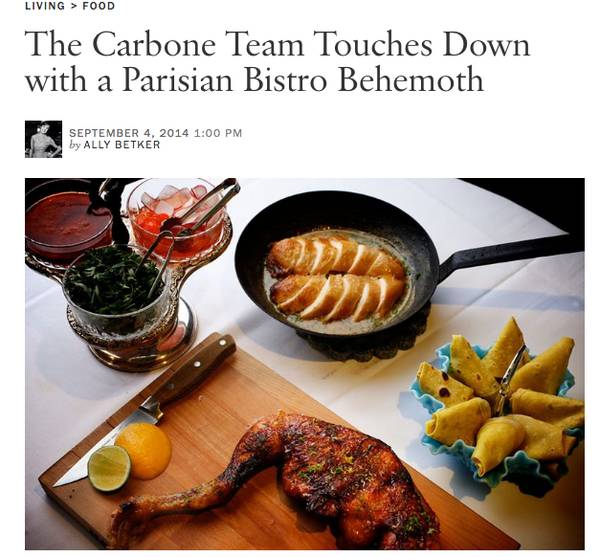 LIVING > FOOD
The Carbone Team Touches Down
with a Parisian Bistro Behemoth
SEPTEMBER 4, 2014 1:00 PM
by ALLY BETKER